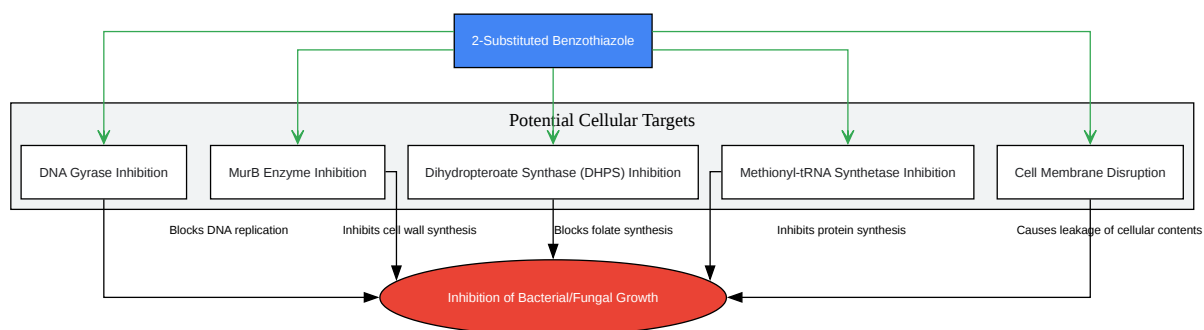 2-Substituted Benzothiazole
Potential Cellular Targets
DNA Gyrase Inhibition
MurB Enzyme Inhibition
Dihydropteroate Synthase (DHPS) Inhibition
Methionyl-tRNA Synthetase Inhibition
Cell Membrane Disruption
Blocks DNA replication
Inhibits cell wall synthesis
Blocks folate synthesis
Inhibits protein synthesis
Causes leakage of cellular contents
Inhibition of Bacterial/Fungal Growth